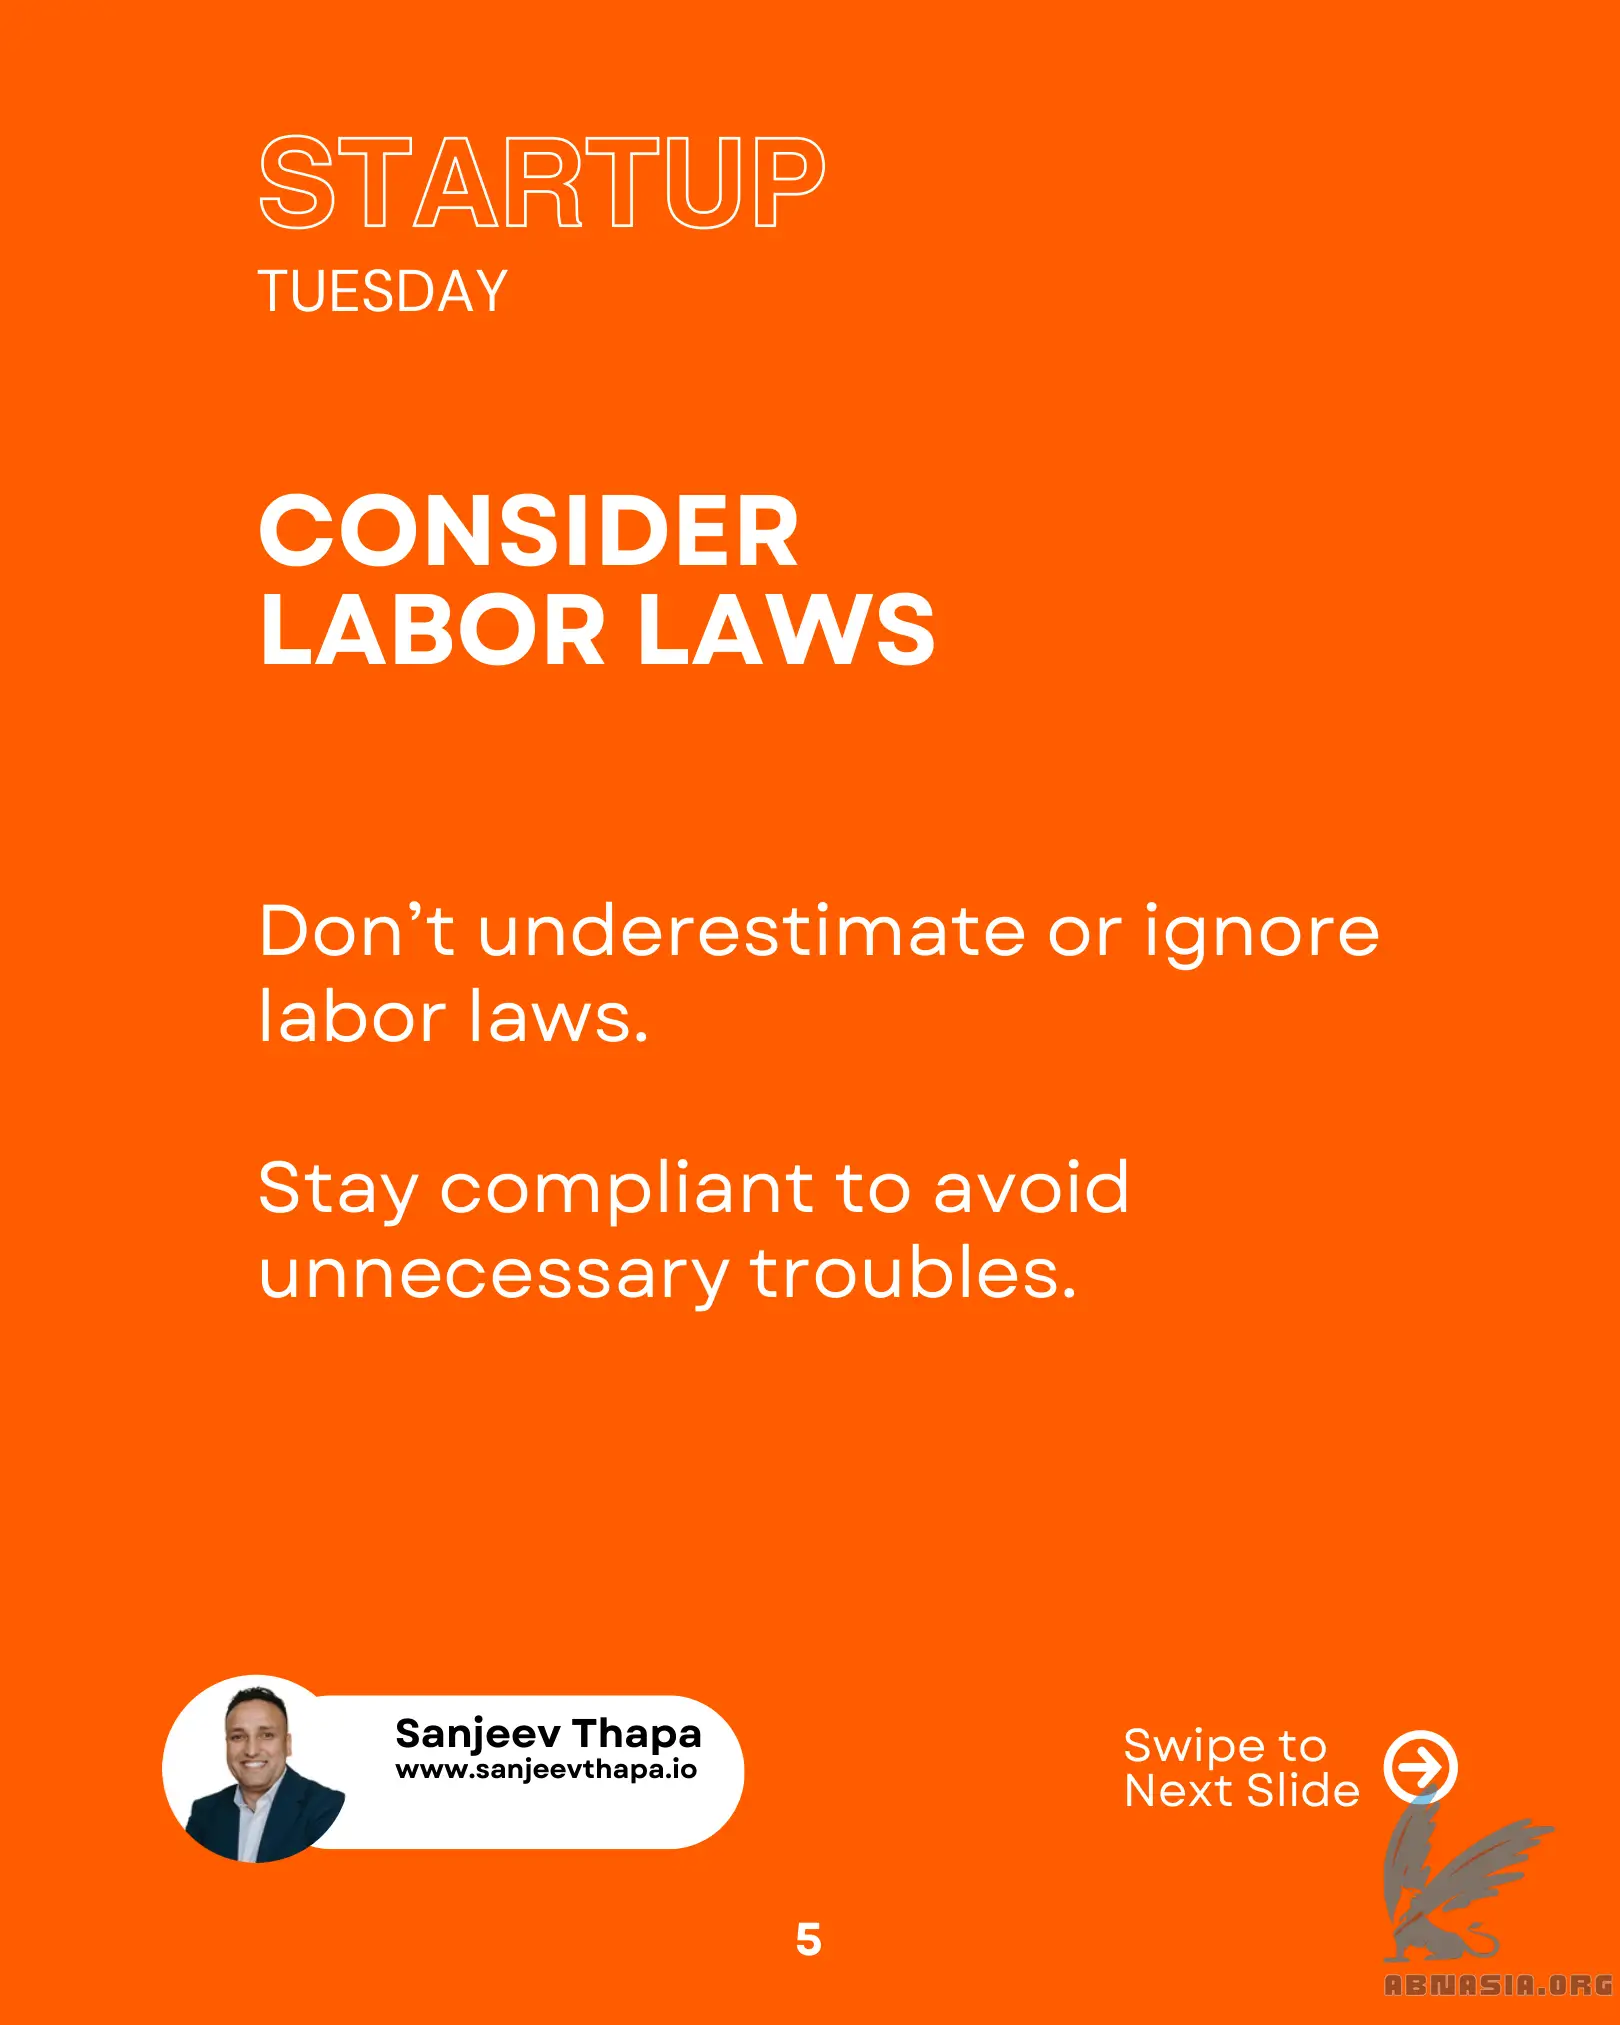 STARTUP
TUESDAY
CONSIDER
LABOR LAWS
Don’t underestimate or ignore
labor laws.
Stay compliant to avoid
unnecessary troubles.
Sanjeev Thapa
www.sanjeevthapa.io
Swipe to
Next Slide
5
ABNASIA.ORG